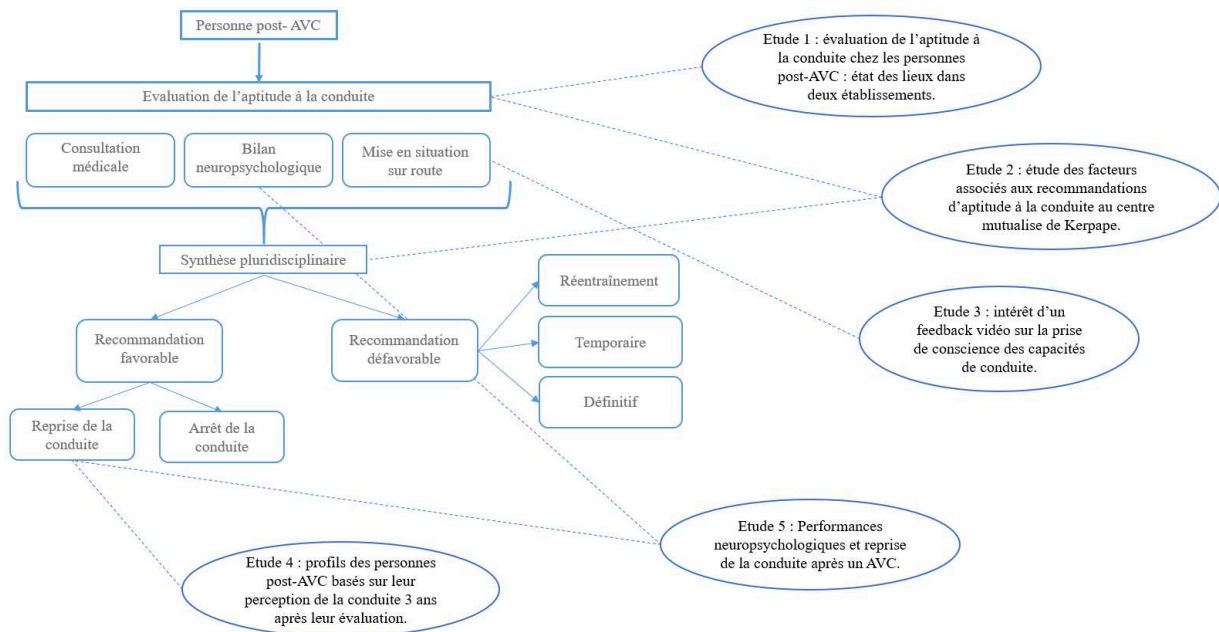 Personne post- AVC
Evaluation de l’aptitude à la conduite
Consultation
médicale
Bilan
neuropsychologique
Mise en situation
sur route
Synthèse pluridisciplinaire
Recommandation
favorable
Recommandation
défavorable
Réentraînement
Temporaire
Définitif
Reprise de la
conduite
Arrêt de la
conduite
Etude 1 : évaluation de l’aptitude à
la conduite chez les personnes
post-AVC : état des lieux dans
deux établissements.
Etude 2 : étude des facteurs
associés aux recommandations
d’aptitude à la conduite au centre
mutualise de Kerpape.
Etude 3 : intérêt d’un
feedback vidéo sur la prise
de conscience des capacités
de conduite.
Etude 5 : Performances
neuropsychologiques et reprise
de la conduite après un AVC.
Etude 4 : profils des personnes
post-AVC basés sur leur
perception de la conduite 3 ans
après leur évaluation.